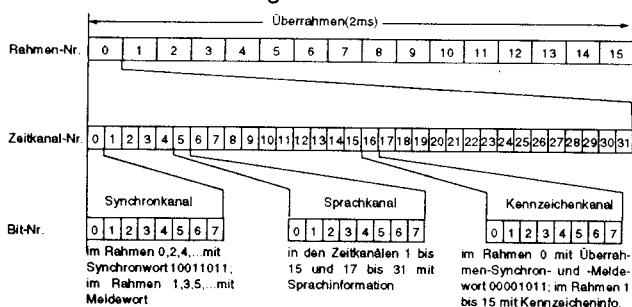 Überrahmen(2ms)
Rahmen-Nr. 0 1 2 3 4 5 6 7 8 9 10 11 12 13 14 15
Zeitkanal-Nr. 0 1 2 3 4 5 6 7 8 9 10 11 12 13 14 15 16 17 18 19 20 21 22 23 24 25 26 27 28 29 30 31
Synchronkanal Sprachkanal Kennzeichenkanal
Bit-Nr. 0 1 2 3 4 5 6 7 0 1 2 3 4 5 6 7 0 1 2 3 4 5 6 7
im Rahmen 0,2,4,...mit
Synchronwort 10011011;
im Rahmen 1,3,5,...mit
Meldewort
in den Zeitkanälen 1 bis
15 und 17 bis 31 mit
Sprachinformation
im Rahmen 0 mit Überrah-
men-Synchron- und -Melde-
wort 00001011; im Rahmen 1
bis 15 mit Kennzeicheninfo.